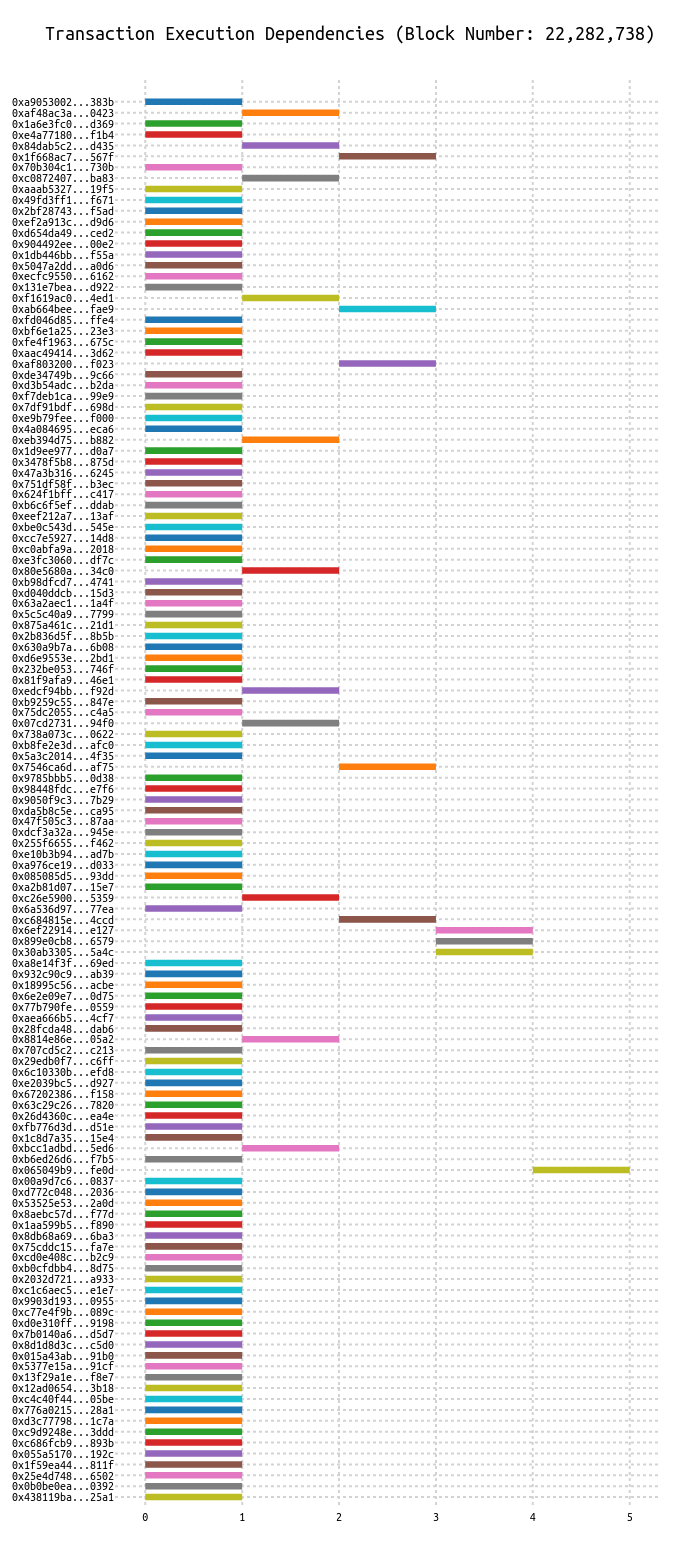 Transaction Execution Dependencies (Block Number: 22,282,738)
0xa9053002...383b
0xaf48ac3a...0423
0x1a6e3fc0...d369
0xe4a77180...f1b4
0x84dab5c2...d435
0x1f668ac7...567f
0x70b304c1...730b
0xc0872407...ba83
0xaaab5327...19f5
0x49fd3ff1...f671
0x2bf28743...f5ad
0xef2a913c...d9d6
0xd654da49...ced2
0x904492ee...00e2
0x1db446bb...f55a
0x5047a2dd...a0d6
0xecfc9550...6162
0x131e7bea...d922
0xf1619ac0...4ed1
0xab664bee...fae9
0xfd046d85...ffe4
0xbf6e1a25...23e3
0xfe4f1963...675c
0xaac49414...3d62
0xaf803200...f023
0xde34749b...9c66
0xd3b54adc...b2da
0xf7deb1ca...99e9
0x7df91bdf...698d
0xe9b79fee...f000
0x4a084695...eca6
0xeb394d75...b882
0x1d9ee977...d0a7
0x3478f5b8...875d
0x47a3b316...6245
0x751df58f...b3ec
0x624f1bff...c417
0xb6c6f5ef...ddab
0xeef212a7...13af
0xbe0c543d...545e
0xcc7e5927...14d8
0xc0abfa9a...2018
0xe3fc3060...df7c
0x80e5680a...34c0
0xb98dfcd7...4741
0xd040ddcb...15d3
0x63a2aec1...1a4f
0x5c5c40a9...7799
0x875a461c...21d1
0x2b836d5f...8b5b
0x630a9b7a...6b08
0xd6e9553e...2bd1
0x232be053...746f
0x81f9afa9...46e1
0xedcf94bb...f92d
0xb9259c55...847e
0x75dc2055...c4a5
0x07cd2731...94f0
0x738a073c...0622
0xb8fe2e3d...afc0
0x5a3c2014...4f35
0x7546ca6d...af75
0x9785bbb5...0d38
0x98448fdc...e7f6
0x9050f9c3...7b29
0xda5b8c5e...ca95
0x47f505c3...87aa
0xdcf3a32a...945e
0x255f6655...f462
0xe10b3b94...ad7b
0xa976ce19...d033
0x085085d5...93dd
0xa2b81d07...15e7
0xc26e5900...5359
0x6a536d97...77ea
0xc684815e...4ccd
0x6ef22914...e127
0x899e0cb8...6579
0x30ab3305...5a4c
0xa8e14f3f...69ed
0x932c90c9...ab39
0x18995c56...acbe
0x6e2e09e7...0d75
0x77b790fe...0559
0xaea666b5...4cf7
0x28fcda48...dab6
0x8814e86e...05a2
0x707cd5c2...c213
0x29edb0f7...c6ff
0x6c10330b...efd8
0xe2039bc5...d927
0x67202386...f158
0x63c29c26...7820
0x26d4360c...ea4e
0xfb776d3d...d51e
0x1c8d7a35...15e4
0xbcc1adbd...5ed6
0xb6ed26d6...f7b5
0x065049b9...fe0d
0x00a9d7c6...0837
0xd772c048...2036
0x53525e53...2a0d
0x8aebc57d...f77d
0x1aa599b5...f890
0x8db68a69...6ba3
0x75cddc15...fa7e
0xcd0e408c...b2c9
0xb0cfdbb4...8d75
0x2032d721...a933
0xc1c6aec5...e1e7
0x9903d193...0955
0xc77e4f9b...089c
0xd0e310ff...9198
0x7b0140a6...d5d7
0x8d1d8d3c...c5d0
0x015a43ab...91b0
0x5377e15a...91cf
0x13f29a1e...f8e7
0x12ad0654...3b18
0xc4c40f44...05be
0x776a0215...28a1
0xd3c77798...1c7a
0xc9d9248e...3ddd
0xc686fcb9...893b
0x055a5170...192c
0x1f59ea44...811f
0x25e4d748...6502
0x0b0be0ea...0392
0x438119ba...25a1
0 1 2 3 4 5